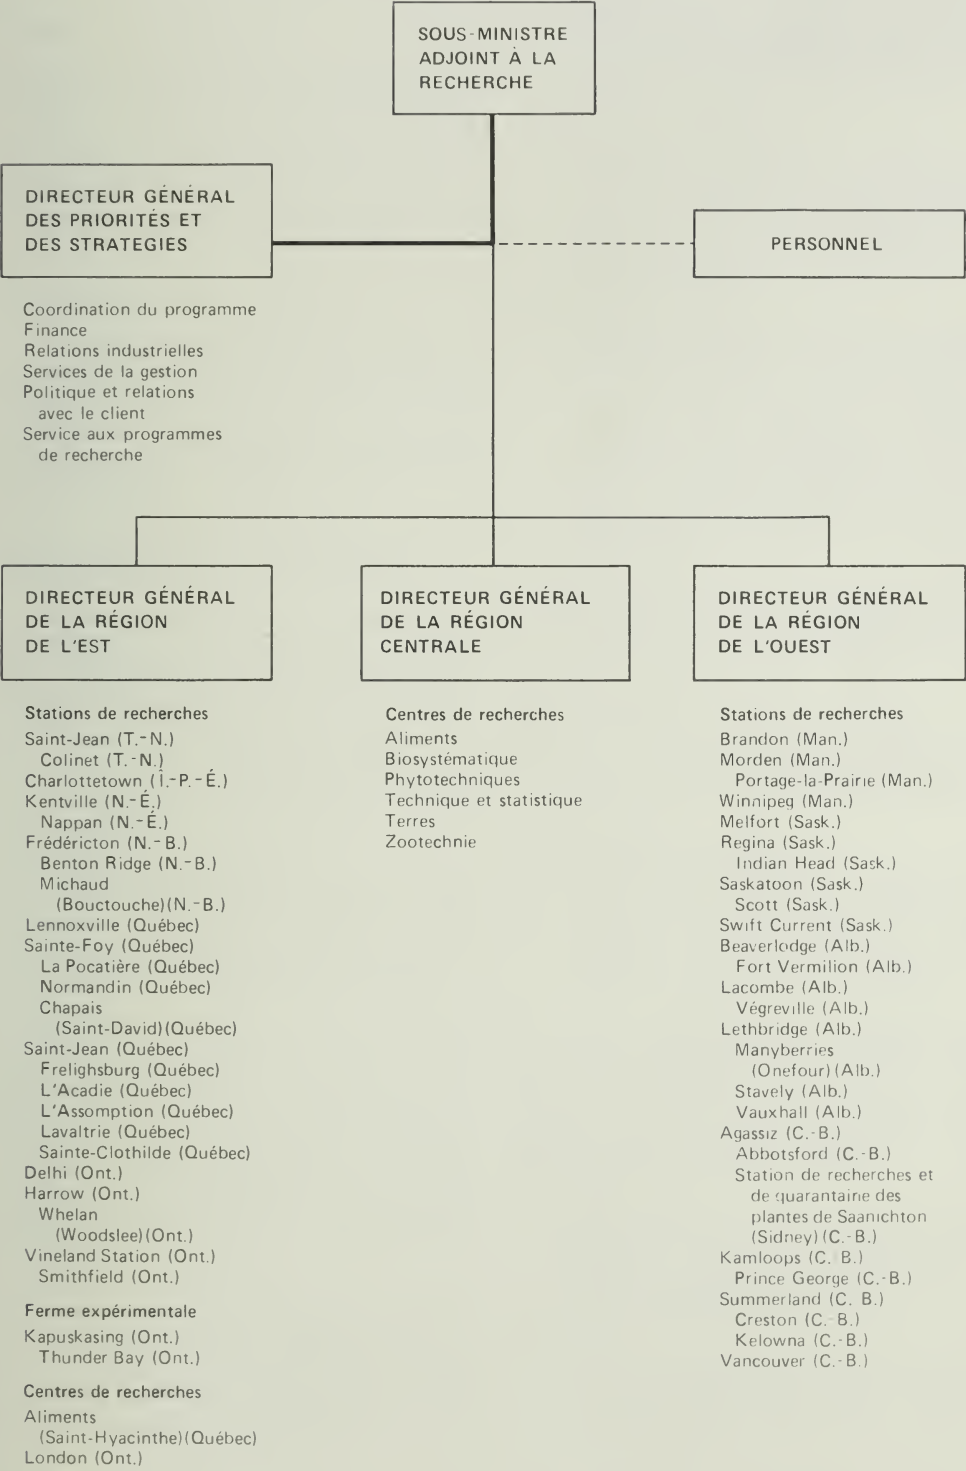 SOUS-MINISTRE
ADJOINT À LA
RECHERCHE
DIRECTEUR GÉNÉRAL
DES PRIORITÉS ET
DES STRATEGIES
PERSONNEL
Coordination du programme
Finance
Relations industrielles
Services de la gestion
Politique et relations
avec le client
Service aux programmes
de recherche
DIRECTEUR GÉNÉRAL
DE LA RÉGION
DE L'EST
Stations de recherches
Saint-Jean (T.-N.)
Colinet (T.-N.)
Charlottetown (Î.-P.-É.)
Kentville (N.-É.)
Nappan (N.-É.)
Frédéricton (N.-B.)
Benton Ridge (N.-B.)
Michaud
(Bouctouche)(N.-B.)
Lennoxville (Québec)
Sainte-Foy (Québec)
La Pocatière (Québec)
Normandin (Québec)
Chapais
(Saint-David)(Québec)
Saint-Jean (Québec)
Frelighsburg (Québec)
L'Acadie (Québec)
L'Assomption (Québec)
Lavaltrie (Québec)
Sainte-Clothilde (Québec)
Delhi (Ont.)
Harrow (Ont.)
Whelan
(Woodslee)(Ont.)
Vineland Station (Ont.)
Smithfield (Ont.)
Ferme expérimentale
Kapuskasing (Ont.)
Thunder Bay (Ont.)
Centres de recherches
Aliments
(Saint-Hyacinthe)(Québec)
London (Ont.)
DIRECTEUR GÉNÉRAL
DE LA RÉGION
CENTRALE
Centres de recherches
Aliments
Biosystématique
Phytotechniques
Technique et statistique
Terres
Zootechnie
DIRECTEUR GÉNÉRAL
DE LA RÉGION
DE L'OUEST
Stations de recherches
Brandon (Man.)
Morden (Man.)
Portage-la-Prairie (Man.)
Winnipeg (Man.)
Melfort (Sask.)
Regina (Sask.)
Indian Head (Sask.)
Saskatoon (Sask.)
Scott (Sask.)
Swift Current (Sask.)
Beaverlodge (Alb.)
Fort Vermilion (Alb.)
Lacombe (Alb.)
Végreville (Alb.)
Lethbridge (Alb.)
Manyberries
(Onefour)(Alb.)
Stavely (Alb.)
Vauxhall (Alb.)
Agassiz (C.-B.)
Abbotsford (C.-B.)
Station de recherches et
de quarantaine des
plantes de Saanichton
(Sidney)(C.-B.)
Kamloops (C. B.)
Prince George (C.-B.)
Summerland (C. B.)
Creston (C.-B.)
Kelowna (C.-B.)
Vancouver (C.-B.)